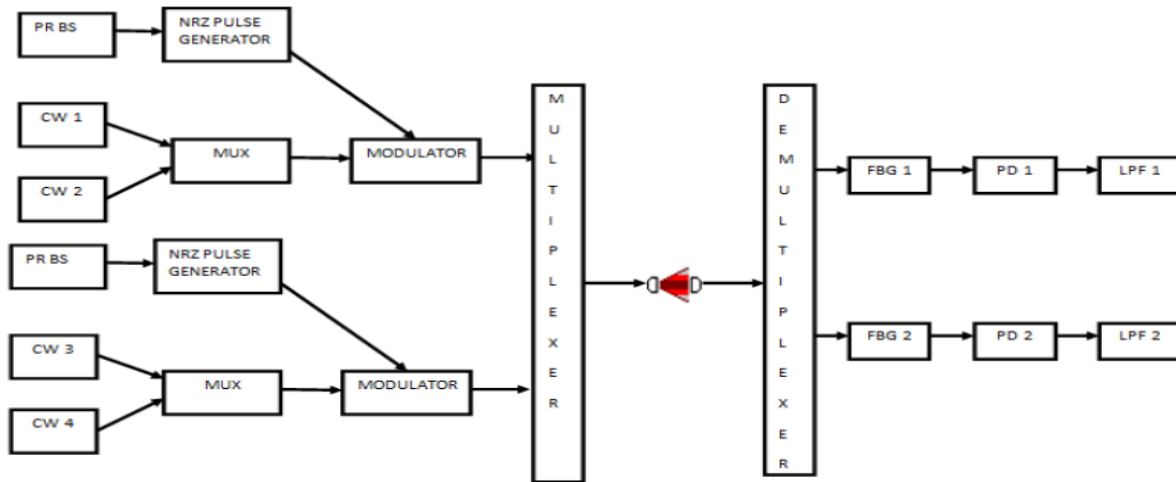 PR BS
NRZ PULSE
GENERATOR
CW 1
CW 2
MUX
MODULATOR
PR BS
NRZ PULSE
GENERATOR
CW 3
CW 4
MUX
MODULATOR
M
U
L
T
I
P
L
E
X
E
R
D
E
M
U
L
T
I
P
L
E
X
E
R
FBG 1
PD 1
LPF 1
FBG 2
PD 2
LPF 2